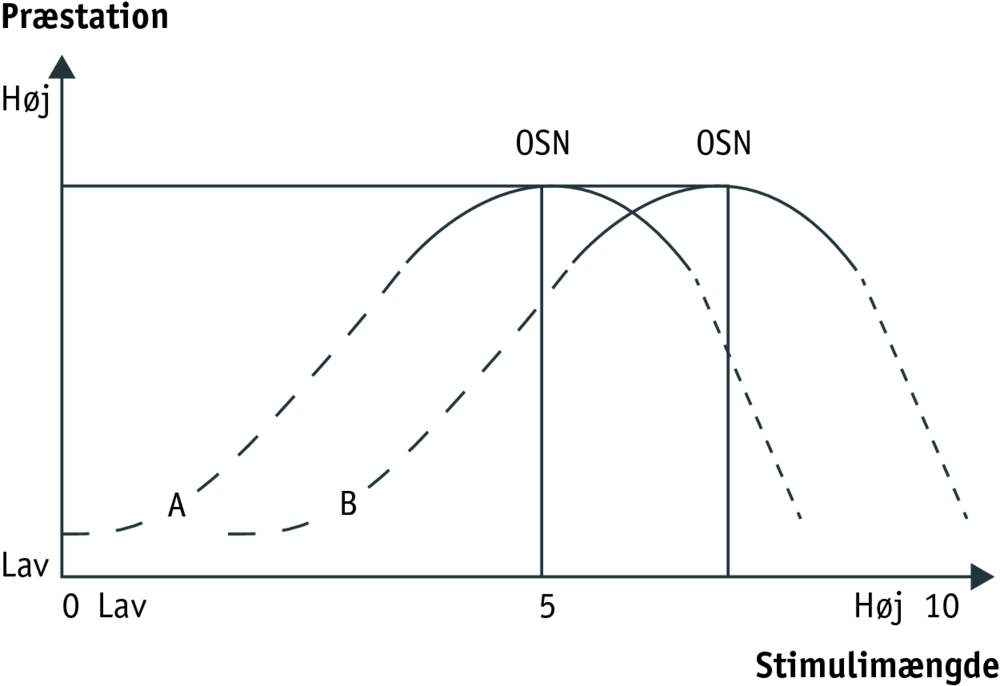 Præstation
Høj
OSN OSN
A B
Lav
0 Lav 5 Høj 10
Stimulimængde